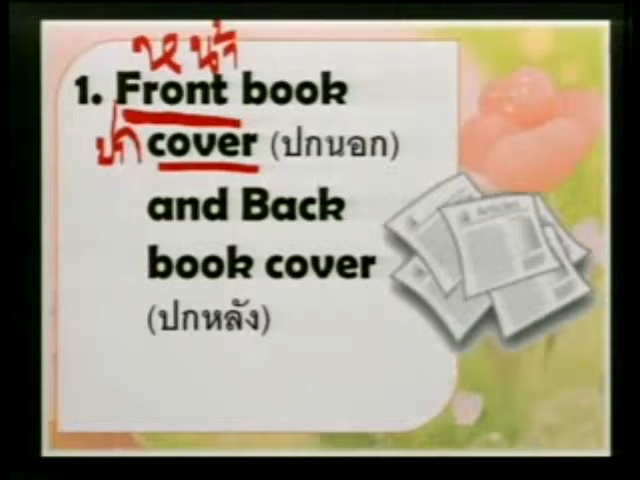 หน้า
1. Front book
ปก cover (ปกนอก)
and Back
book cover
(ปกหลัง)
Articles